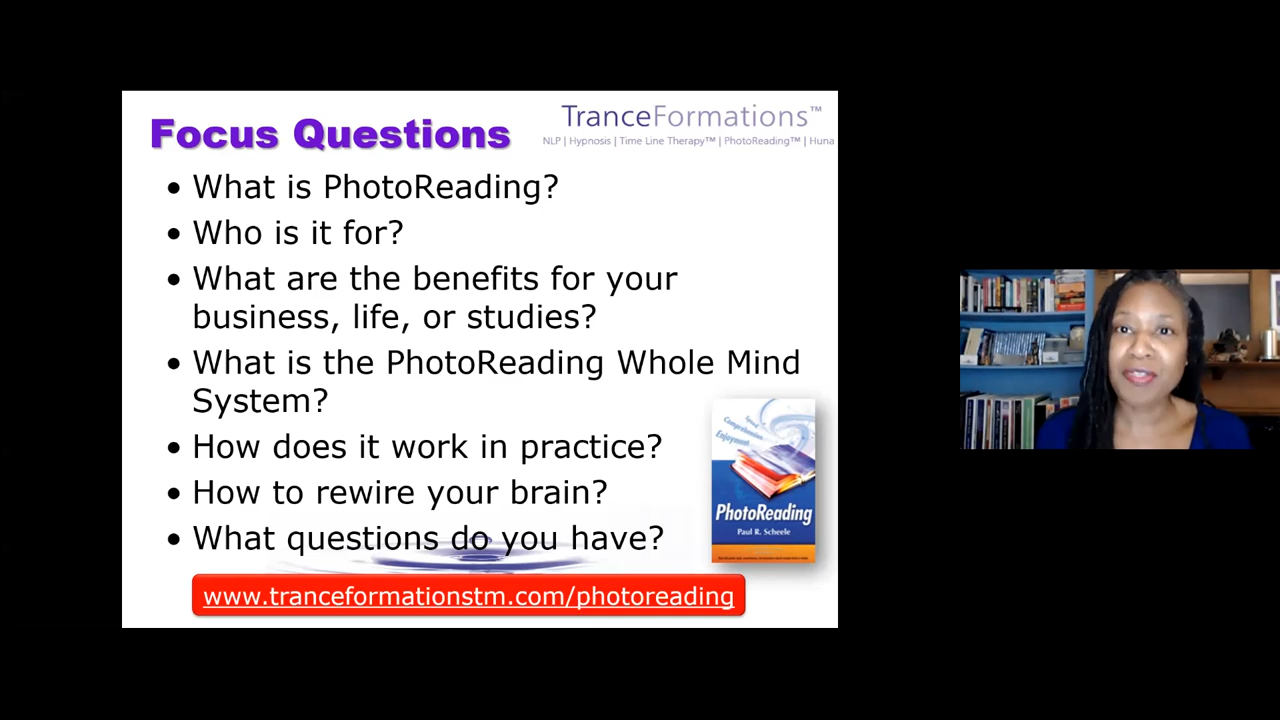 Focus Questions
TranceFormations™
NLP | Hypnosis | Time Line Therapy™ | PhotoReading™ | Huna
• What is PhotoReading?
• Who is it for?
• What are the benefits for your
business, life, or studies?
• What is the PhotoReading Whole Mind
System?
• How does it work in practice?
• How to rewire your brain?
• What questions do you have?
Speed
Comprehension
Enjoyment
PhotoReading
Paul R. Scheele
www.tranceformationstm.com/photoreading